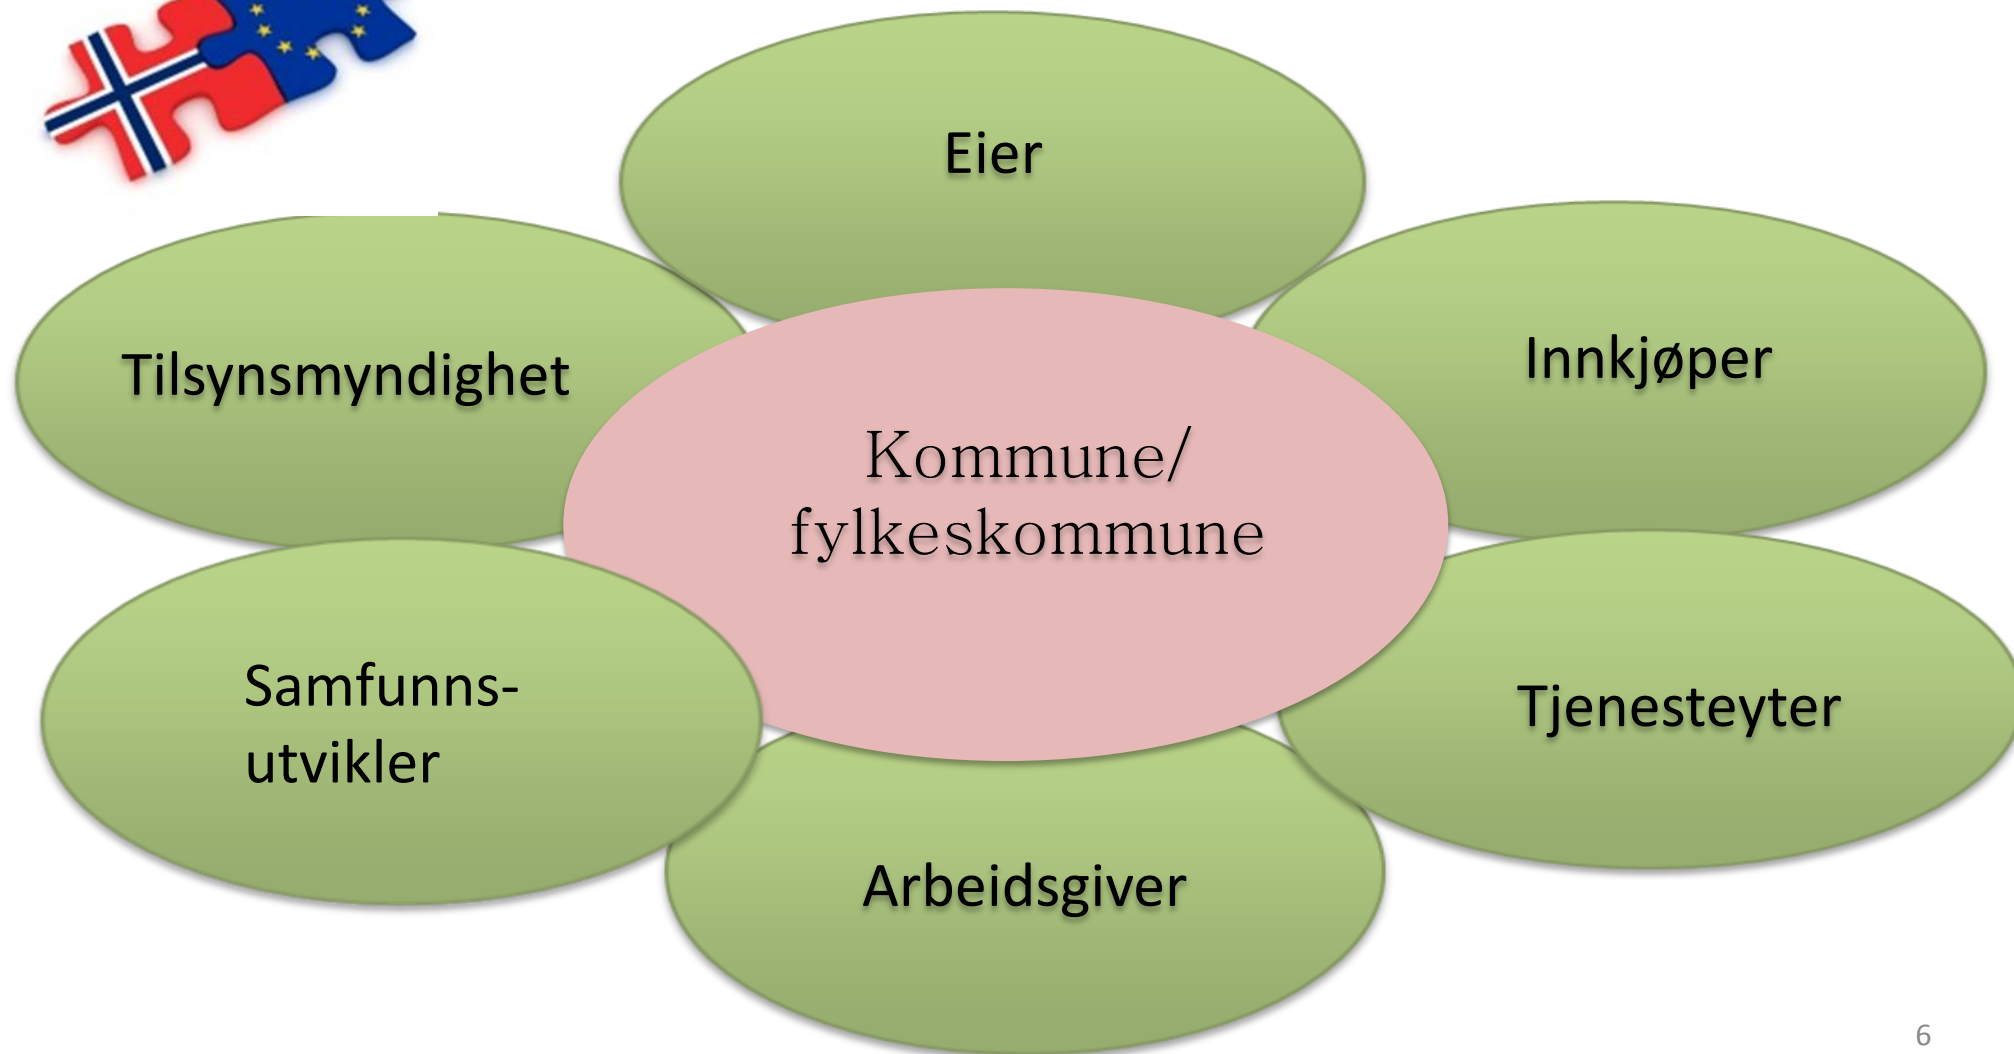 Eier
Tilsynsmyndighet
Innkjøper
Kommune/
fylkeskommune
Samfunns-
utvikler
Tjenesteyter
Arbeidsgiver
6